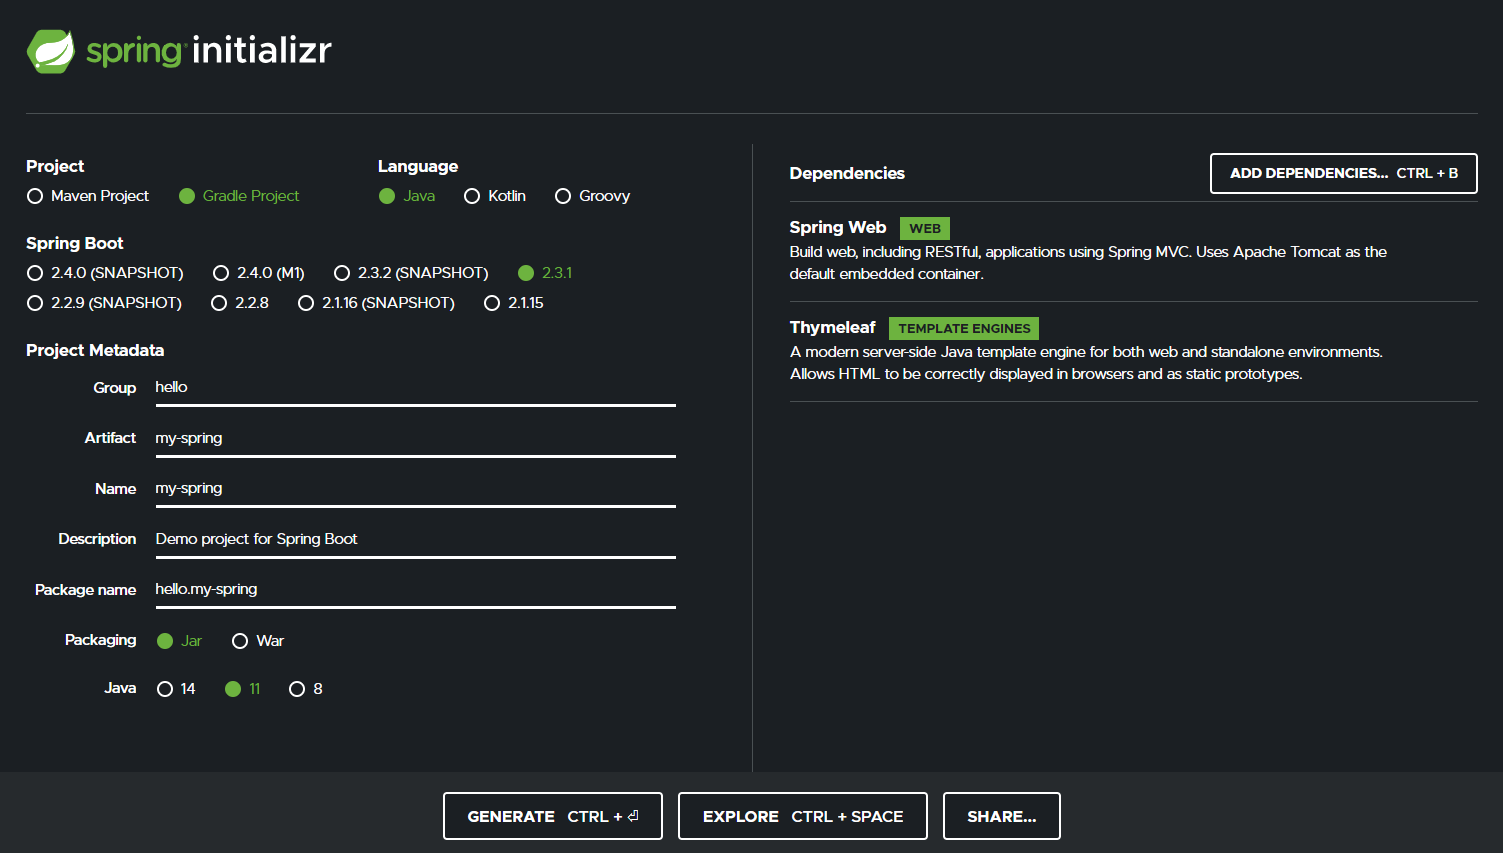 spring initializr
Project
Maven Project Gradle Project
Language
Java Kotlin Groovy
Spring Boot
2.4.0 (SNAPSHOT) 2.4.0 (M1) 2.3.2 (SNAPSHOT) 2.3.1
2.2.9 (SNAPSHOT) 2.2.8 2.1.16 (SNAPSHOT) 2.1.15
Project Metadata
Group hello
Artifact my-spring
Name my-spring
Description Demo project for Spring Boot
Package name hello.my-spring
Packaging Jar War
Java 14 11 8
Dependencies
ADD DEPENDENCIES... CTRL + B
Spring Web WEB
Build web, including RESTful, applications using Spring MVC. Uses Apache Tomcat as the
default embedded container.
Thymeleaf TEMPLATE ENGINES
A modern server-side Java template engine for both web and standalone environments.
Allows HTML to be correctly displayed in browsers and as static prototypes.
GENERATE CTRL + ⏎
EXPLORE CTRL + SPACE
SHARE...